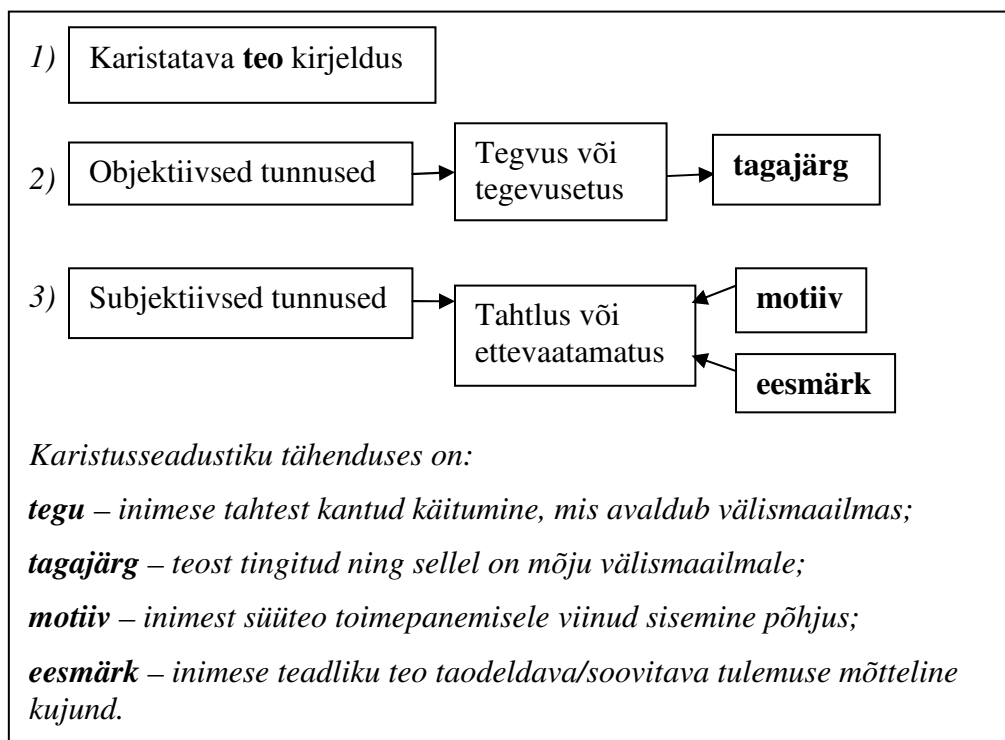 1) Karistatava teo kirjeldus
2) Objektiivsed tunnused
Tegvus või
tegevusetus
tagajärg
3) Subjektiivsed tunnused
Tahtlus või
ettevaatamatus
motiiv
eesmärk
Karistusseadustiku tähenduses on:
tegu – inimese tahtest kantud käitumine, mis avaldub välismaailmas;
tagajärg – teost tingitud ning sellel on mõju välismaailmale;
motiiv – inimest süüteo toimepanemisele viinud sisemine põhjus;
eesmärk – inimese teadliku teo taodeldava/soovitava tulemuse mõtteline
kujund.